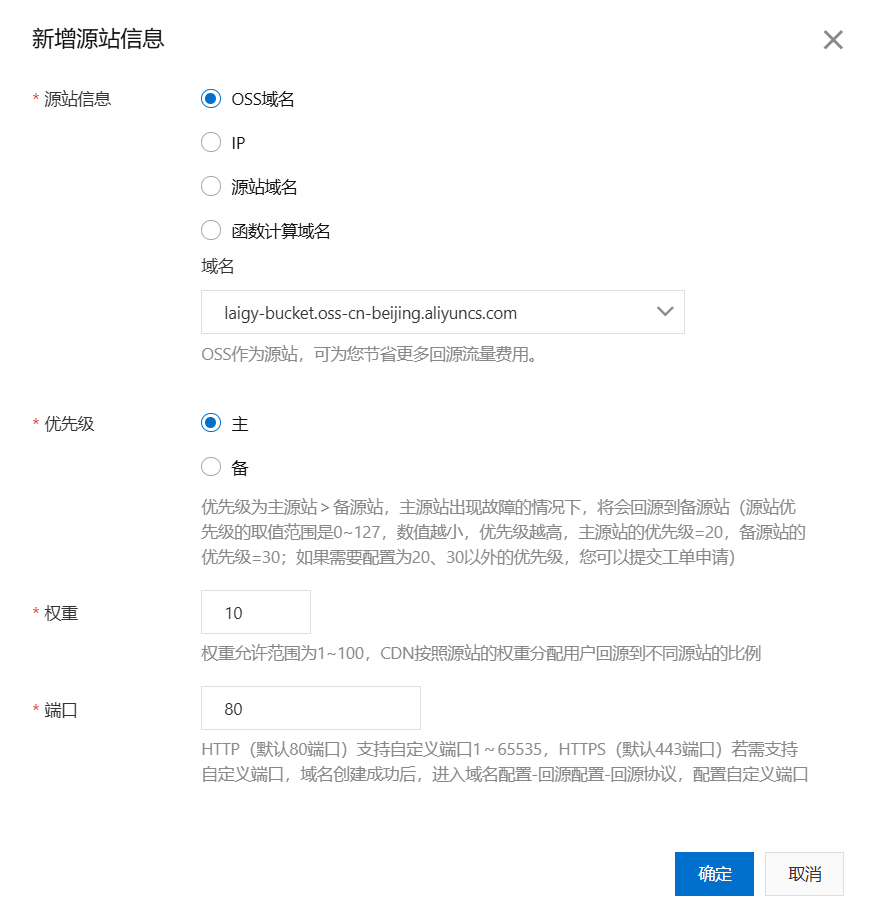 新增源站信息
* 源站信息
OSS域名
IP
源站域名
函数计算域名
域名
laigy-bucket.oss-cn-beijing.aliyuncs.com
OSS作为源站，可为您节省更多回源流量费用。
* 优先级
主
备
优先级为主源站 > 备源站，主源站出现故障的情况下，将会回源到备源站（源站优
先级的取值范围是0~127，数值越小，优先级越高，主源站的优先级=20，备源站的
优先级=30；如果需要配置为20、30以外的优先级，您可以提交工单申请）
* 权重
10
权重允许范围为1~100，CDN按照源站的权重分配用户回源到不同源站的比例
* 端口
80
HTTP（默认80端口）支持自定义端口1～65535，HTTPS（默认443端口）若需支持
自定义端口，域名创建成功后，进入域名配置-回源配置-回源协议，配置自定义端口
确定
取消